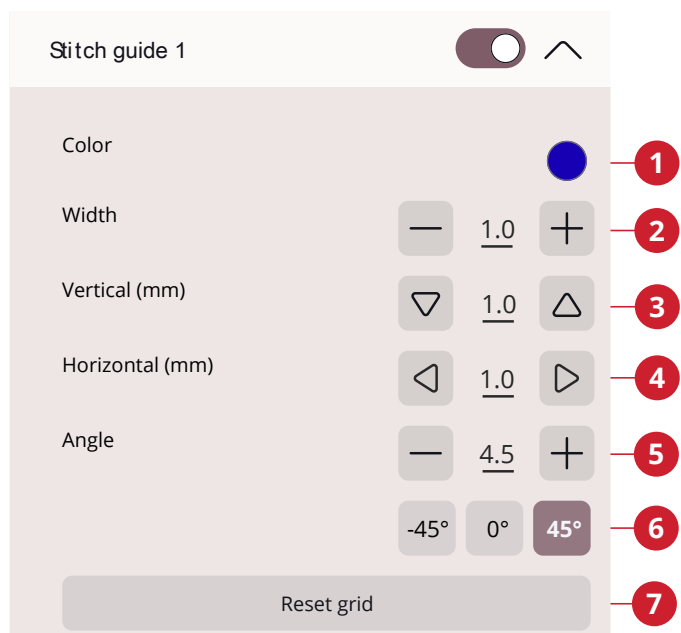 Stitch guide 1
Color
1
Width 1.0 2
Vertical (mm) 1.0 3
Horizontal (mm) 1.0 4
Angle 4.5 5
-45° 0° 45° 6
Reset grid 7